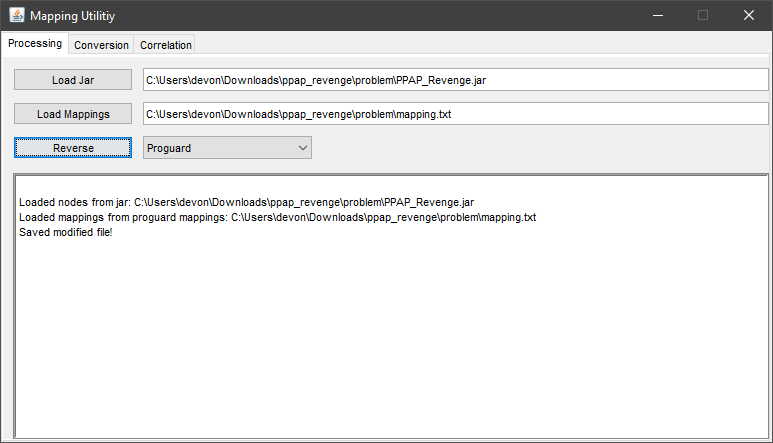 Mapping Utilitiy
Processing Conversion Correlation
Load Jar C:\Users\devon\Downloads\ppap_revenge\problem\PPAP_Revenge.jar
Load Mappings C:\Users\devon\Downloads\ppap_revenge\problem\mapping.txt
Reverse Proguard
Loaded nodes from jar: C:\Users\devon\Downloads\ppap_revenge\problem\PPAP_Revenge.jar
Loaded mappings from proguard mappings: C:\Users\devon\Downloads\ppap_revenge\problem\mapping.txt
Saved modified file!